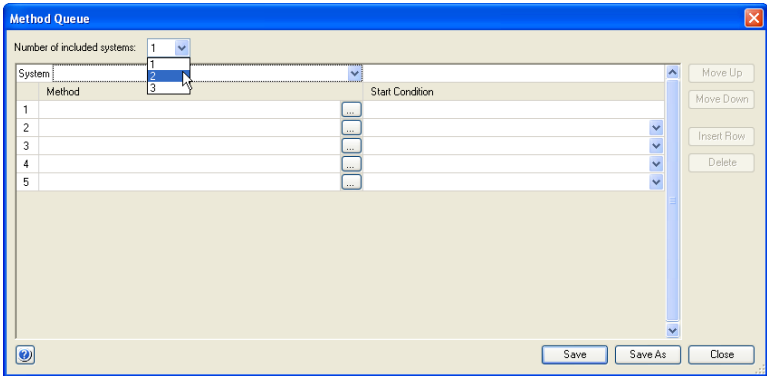 Method Queue
Number of included systems: 1
1
2
3
System
Method Start Condition
1 ...
2 ...
3 ...
4 ...
5 ...
Move Up
Move Down
Insert Row
Delete
Save Save As Close